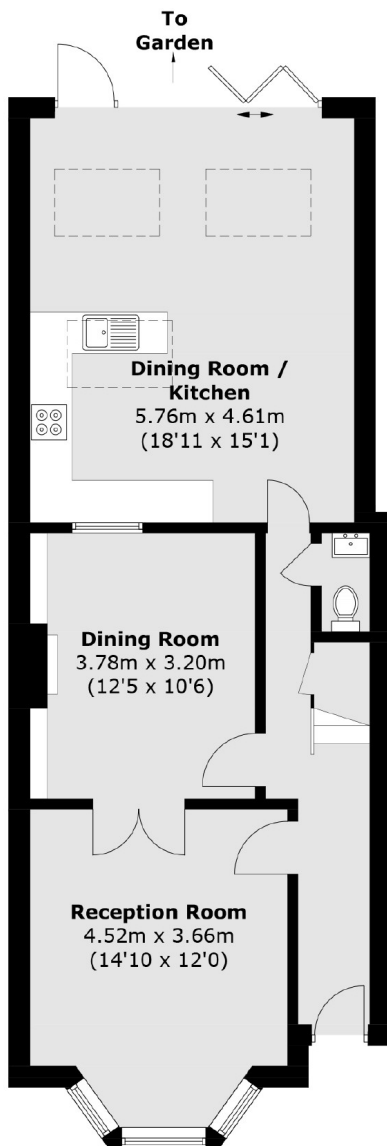 To
Garden
Dining Room /
Kitchen
5.76m x 4.61m
(18'11 x 15'1)
Dining Room
3.78m x 3.20m
(12'5 x 10'6)
Reception Room
4.52m x 3.66m
(14'10 x 12'0)